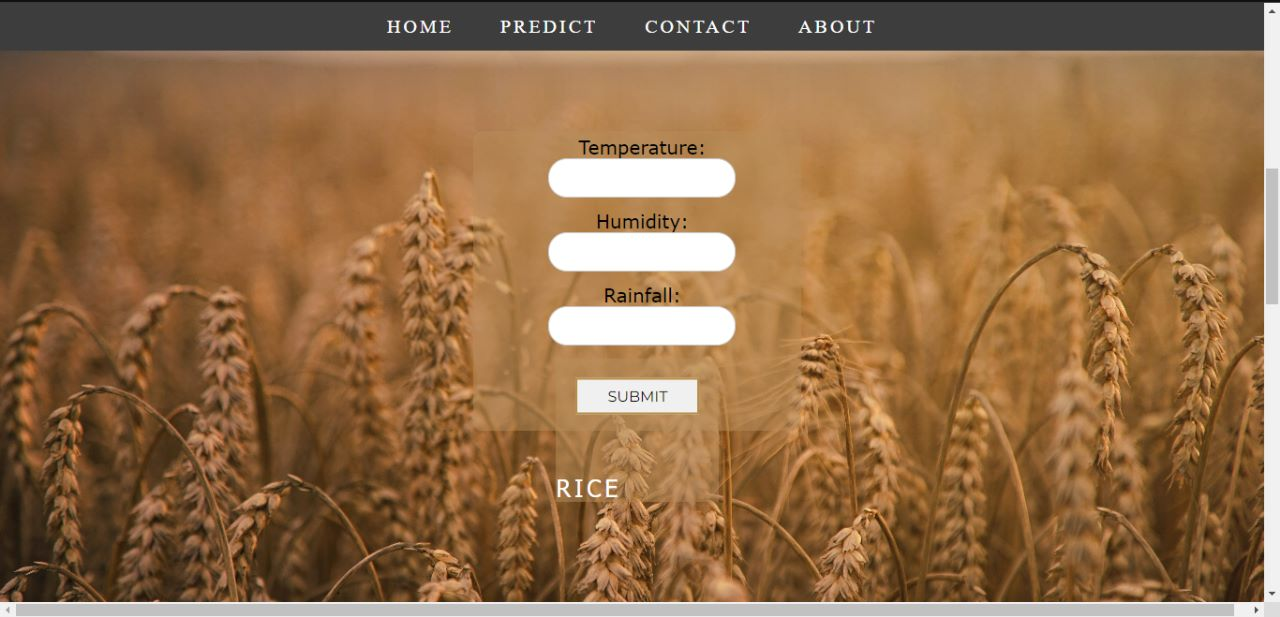 HOME PREDICT CONTACT ABOUT
Temperature:
Humidity:
Rainfall:
SUBMIT
RICE